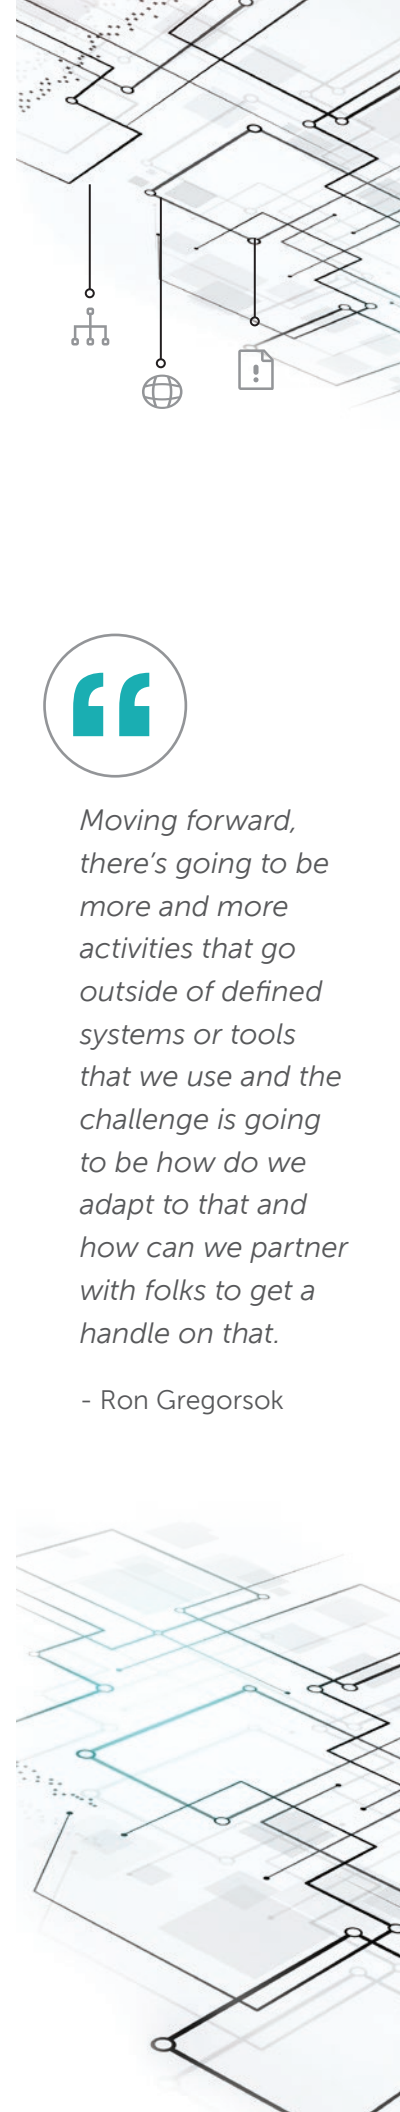 “
Moving forward,
there’s going to be
more and more
activities that go
outside of defined
systems or tools
that we use and the
challenge is going
to be how do we
adapt to that and
how can we partner
with folks to get a
handle on that.
- Ron Gregorsok